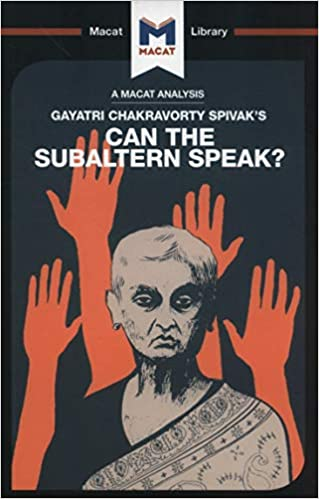 Macat
M
MACAT
Library
A MACAT ANALYSIS
GAYATRI CHAKRAVORTY SPIVAK'S
CAN THE
SUBALTERN SPEAK?